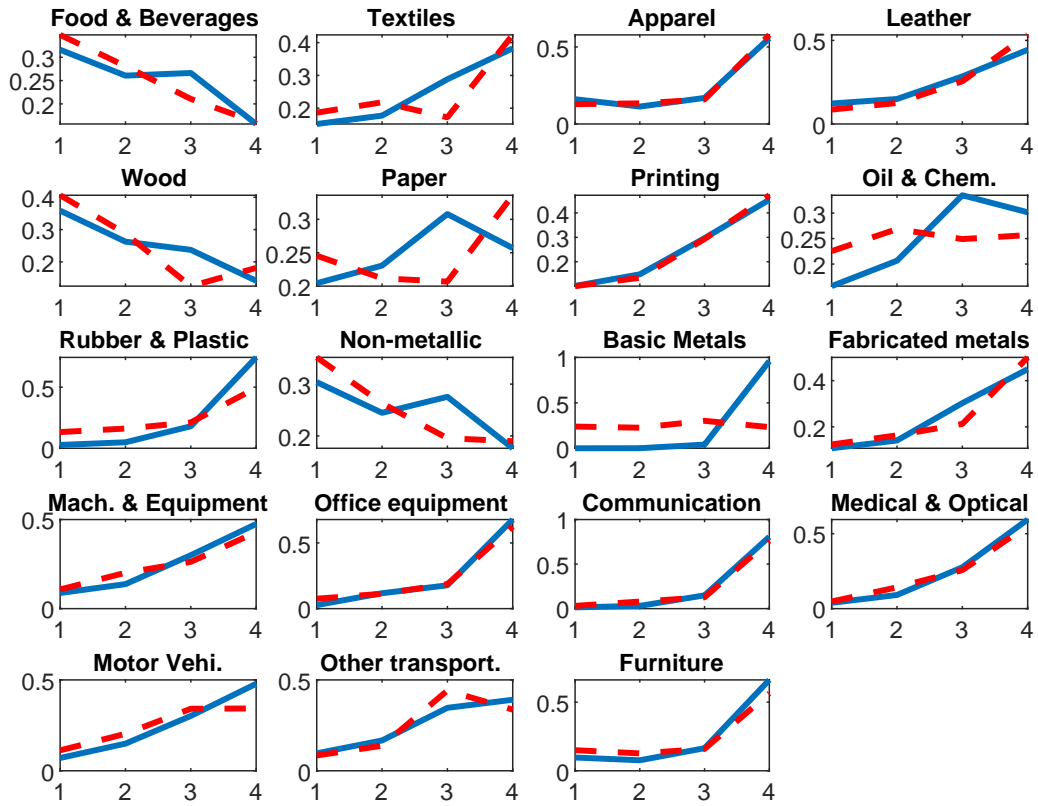 Food & Beverages Textiles Apparel Leather
0.3 0.4 0.5 0.5
0.25 0.3
0.2 0.2 0 0
1 2 3 4 1 2 3 4 1 2 3 4 1 2 3 4
Wood Paper Printing Oil & Chem.
0.4 0.3 0.4 0.3
0.3 0.25 0.3 0.25
0.2 0.2 0.2 0.2
1 2 3 4 1 2 3 4 1 2 3 4 1 2 3 4
Rubber & Plastic Non-metallic Basic Metals Fabricated metals
0.5 0.3 1 0.4
0 0.2 0.5 0.2
0
1 2 3 4 1 2 3 4 1 2 3 4 1 2 3 4
Mach. & Equipment Office equipment Communication Medical & Optical
0.5 0.5 1 0.5
0.5
0 0 0 0
1 2 3 4 1 2 3 4 1 2 3 4 1 2 3 4
Motor Vehi. Other transport. Furniture
0.5 0.5 0.5
0 0 0
1 2 3 4 1 2 3 4 1 2 3 4